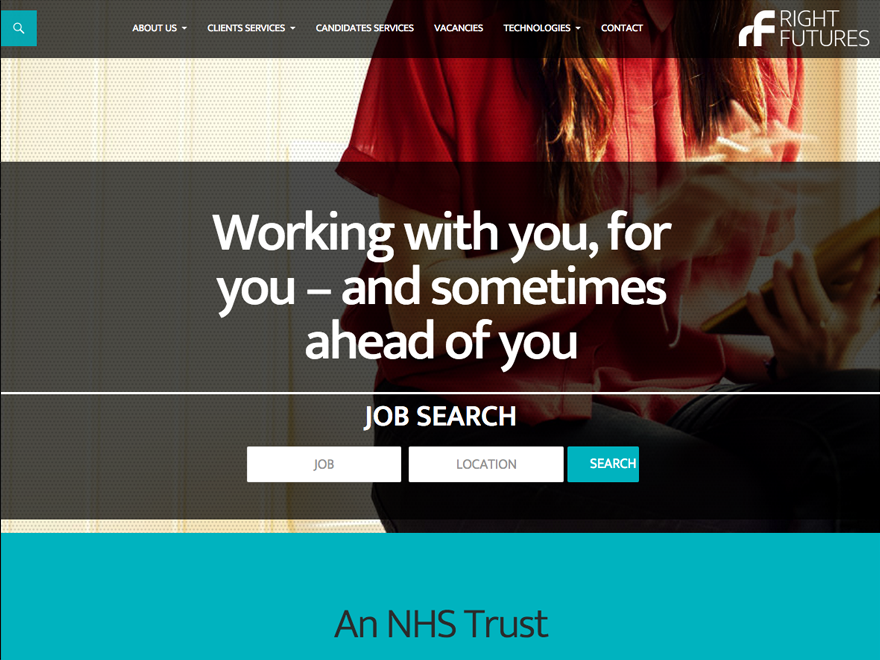 ABOUT US
CLIENTS SERVICES
CANDIDATES SERVICES
VACANCIES
TECHNOLOGIES
CONTACT
RIGHT
FUTURES
Working with you, for
you – and sometimes
ahead of you
JOB SEARCH
JOB
LOCATION
SEARCH
An NHS Trust